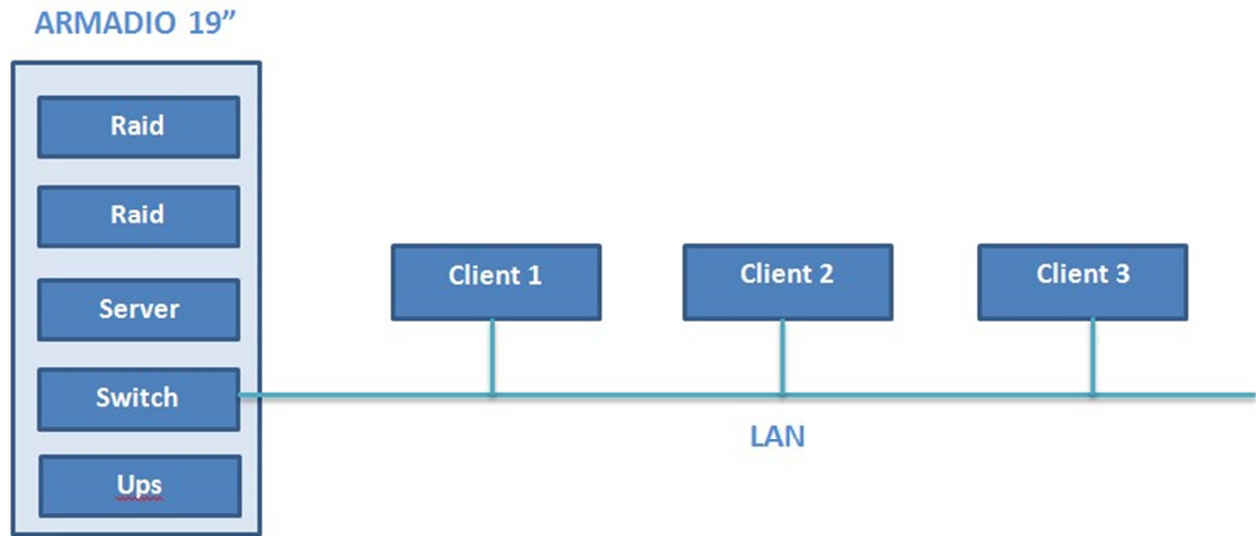 ARMADIO 19”
Raid
Raid
Server
Switch
Ups
Client 1
Client 2
Client 3
LAN